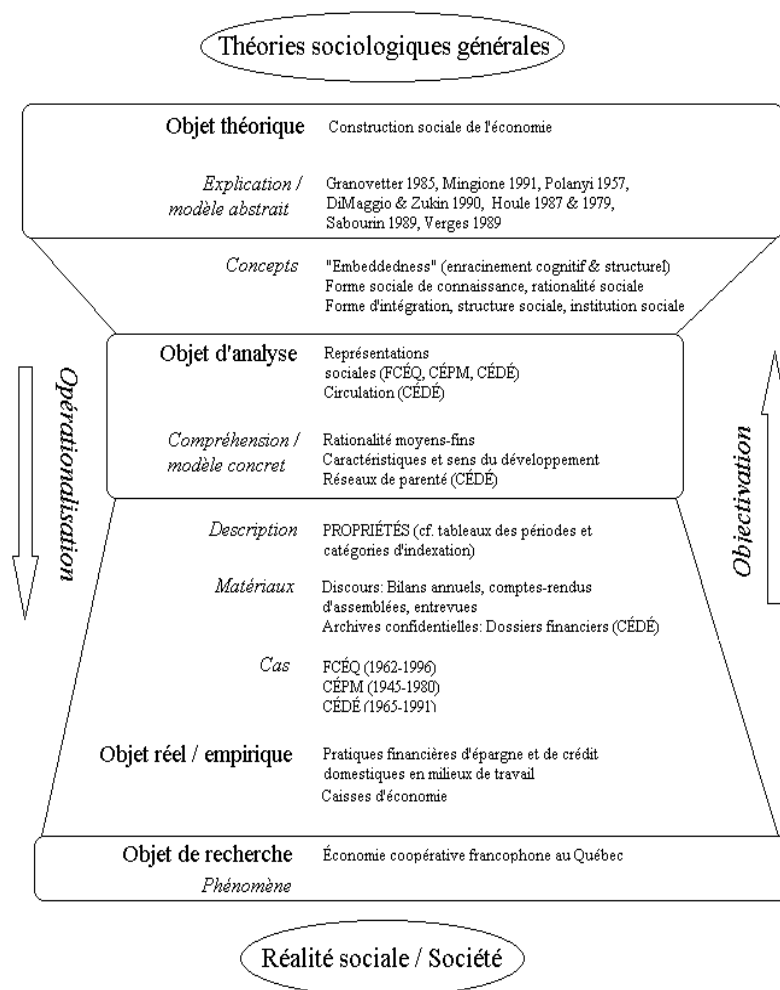 Théories sociologiques générales
Objet théorique Construction sociale de l'économie
Explication / Granovetter 1985, Mingione 1991, Polanyi 1957,
modèle abstrait DiMaggio & Zukin 1990, Houle 1987 & 1979,
Sabourin 1989, Verges 1989
Concepts "Embeddedness" (enracinement cognitif & structurel)
Forme sociale de connaissance, rationalité sociale
Forme d'intégration, structure sociale, institution sociale
Objet d'analyse Représentations
sociales (FCÉQ, CÉPM, CÉDÉ)
Circulation (CÉDÉ)
Opérationalisation
Objectivation
Compréhension / Rationalité moyens-fins
modèle concret Caractéristiques et sens du développement
Réseaux de parenté (CÉDÉ)
Description PROPRIÉTÉS (cf. tableaux des périodes et
catégories d'indexation)
Matériaux Discours: Bilans annuels, comptes-rendus
d'assemblées, entrevues
Archives confidentielles: Dossiers financiers (CÉDÉ)
Cas FCÉQ (1962-1996)
CÉPM (1945-1980)
CÉDÉ (1965-1991)
Objet réel / empirique Pratiques financières d'épargne et de crédit
domestiques en milieux de travail
Caisses d'économie
Objet de recherche Économie coopérative francophone au Québec
Phénomène
Réalité sociale / Société